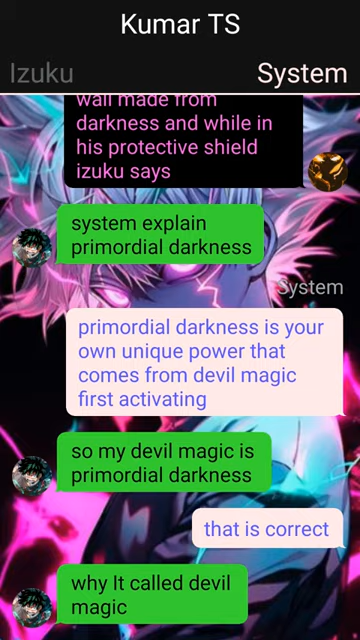 Kumar TS
Izuku
System
wall made from
darkness and while in
his protective shield
izuku says
system explain
primordial darkness
System
primordial darkness is your
own unique power that
comes from devil magic
first activating
so my devil magic is
primordial darkness
that is correct
why It called devil
magic